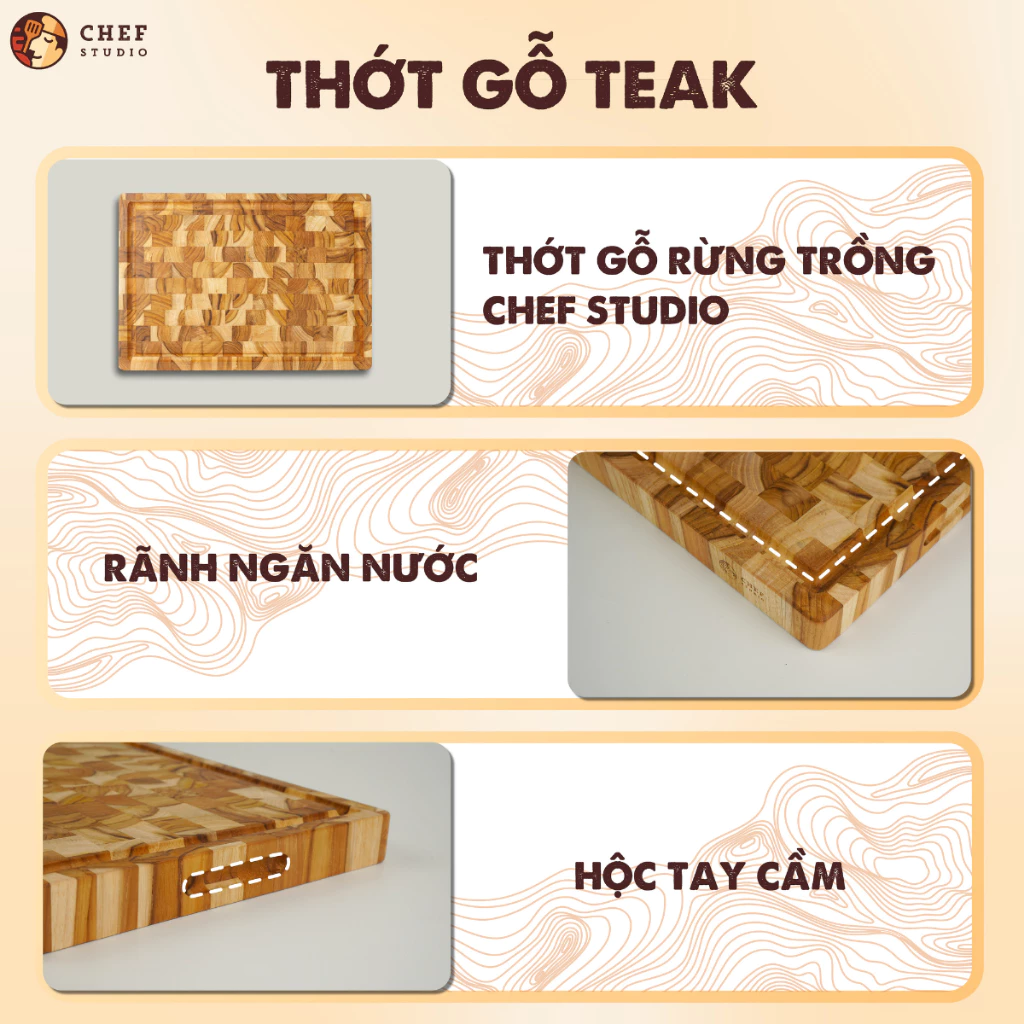 CHEF
STUDIO
THỚT GỖ TEAK
THỚT GỖ RỪNG TRỒNG
CHEF STUDIO
RÃNH NGĂN NƯỚC
HỘC TAY CẦM